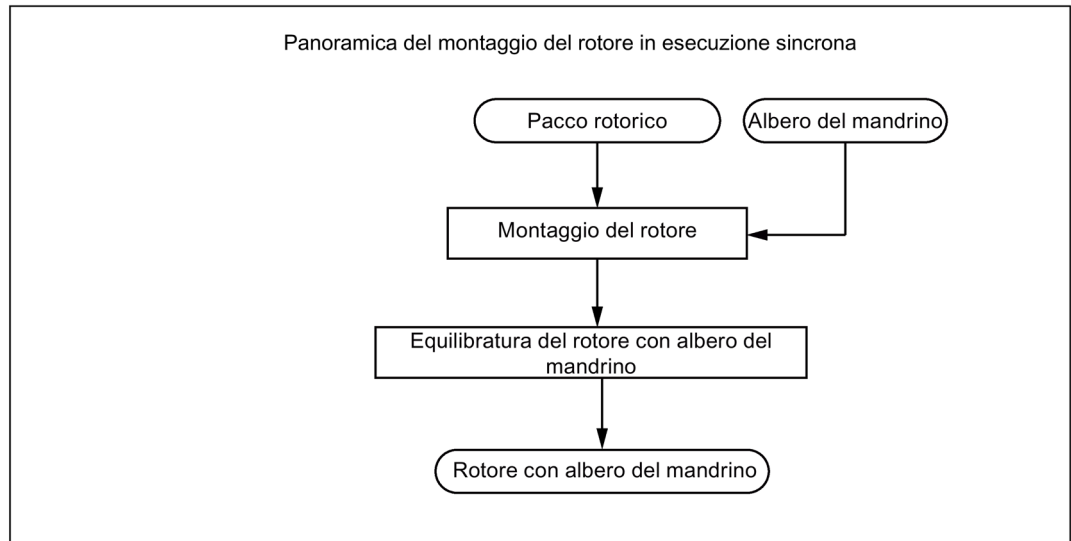 Panoramica del montaggio del rotore in esecuzione sincrona
Pacco rotorico
Albero del mandrino
Montaggio del rotore
Equilibratura del rotore con albero del
mandrino
Rotore con albero del mandrino